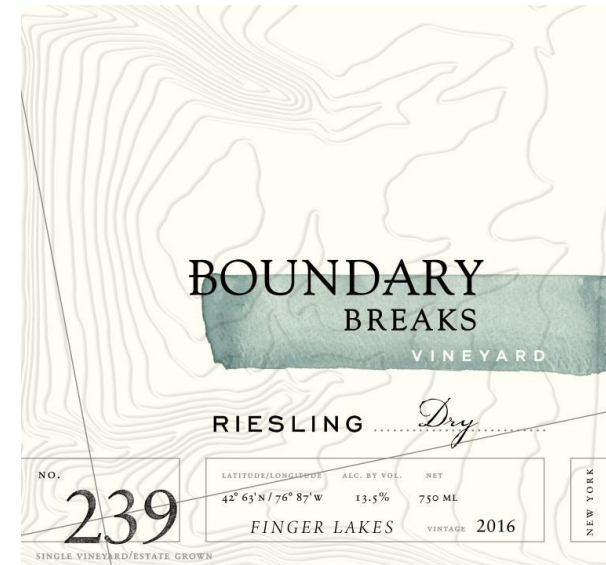 BOUNDARY
BREAKS
VINEYARD
RIESLING Dry
NO.
239
SINGLE VINEYARD/ESTATE GROWN
LATITUDE/LONGITUDE ALC. BY VOL. NET
42° 63'N / 76° 87'W 13.5% 750 ML
FINGER LAKES VINTAGE 2016
NEW YORK